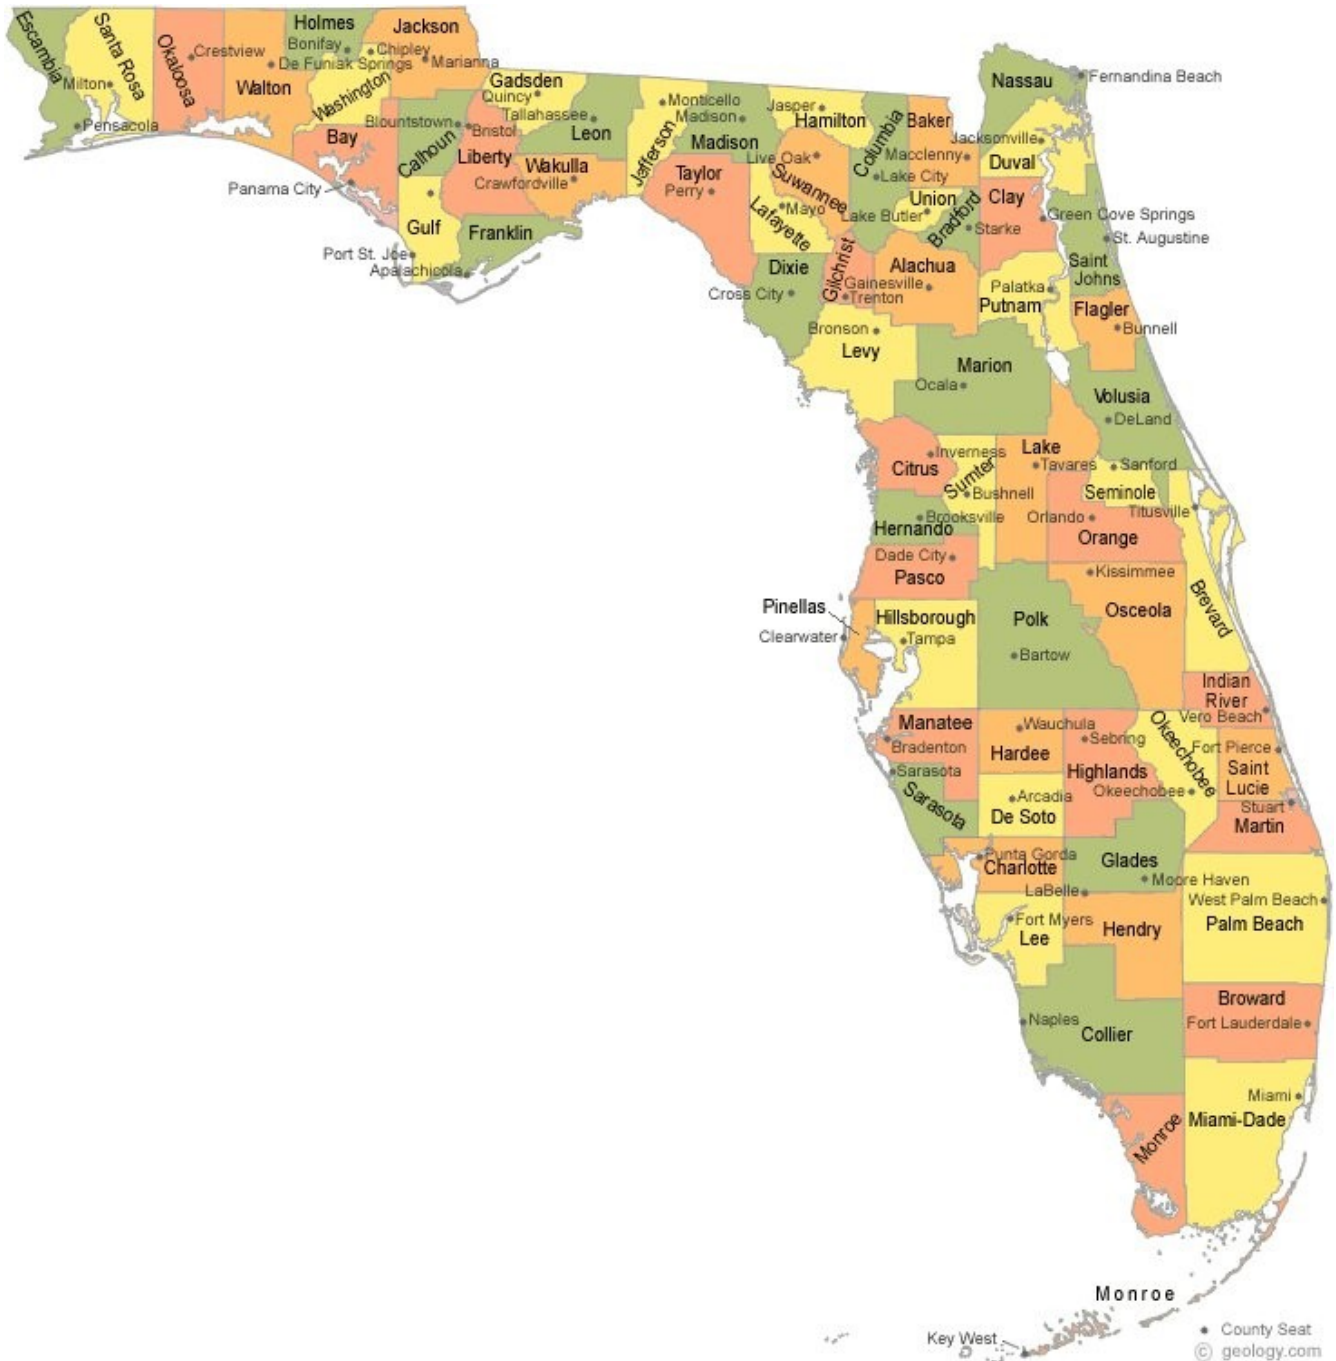 Escambia
Santa Rosa
Milton
Pensacola
Okaloosa
Crestview
Walton
De Funiak Springs
Holmes
Bonifay
Washington
Chipley
Jackson
Marianna
Bay
Panama City
Calhoun
Blountstown
Gulf
Port St. Joe
Liberty
Bristol
Gadsden
Quincy
Franklin
Apalachicola
Leon
Tallahassee
Wakulla
Crawfordville
Jefferson
Monticello
Madison
Madison
Taylor
Perry
Hamilton
Jasper
Suwannee
Live Oak
Lafayette
Mayo
Dixie
Cross City
Columbia
Lake City
Gilchrist
Trenton
Baker
Macclenny
Union
Lake Butler
Bradford
Starke
Nassau
Fernandina Beach
Jacksonville
Duval
Clay
Green Cove Springs
Saint
Johns
St. Augustine
Alachua
Gainesville
Palatka
Putnam
Flagler
Bunnell
Bronson
Levy
Marion
Ocala
Volusia
DeLand
Citrus
Inverness
Sumter
Bushnell
Lake
Tavares
Sanford
Seminole
Titusville
Hernando
Brooksville
Orlando
Orange
Dade City
Pasco
Kissimmee
Osceola
Brevard
Pinellas
Clearwater
Hillsborough
Tampa
Polk
Bartow
Indian
River
Vero Beach
Manatee
Bradenton
Wauchula
Hardee
Sebring
Highlands
Okeechobee
Okeechobee
Fort Pierce
Saint
Lucie
Sarasota
Sarasota
Arcadia
De Soto
Stuart
Martin
Punta Gorda
Charlotte
Glades
Moore Haven
LaBelle
Hendry
West Palm Beach
Palm Beach
Fort Myers
Lee
Broward
Fort Lauderdale
Naples
Collier
Miami
Miami-Dade
Monroe
Monroe
Key West
County Seat
© geology.com